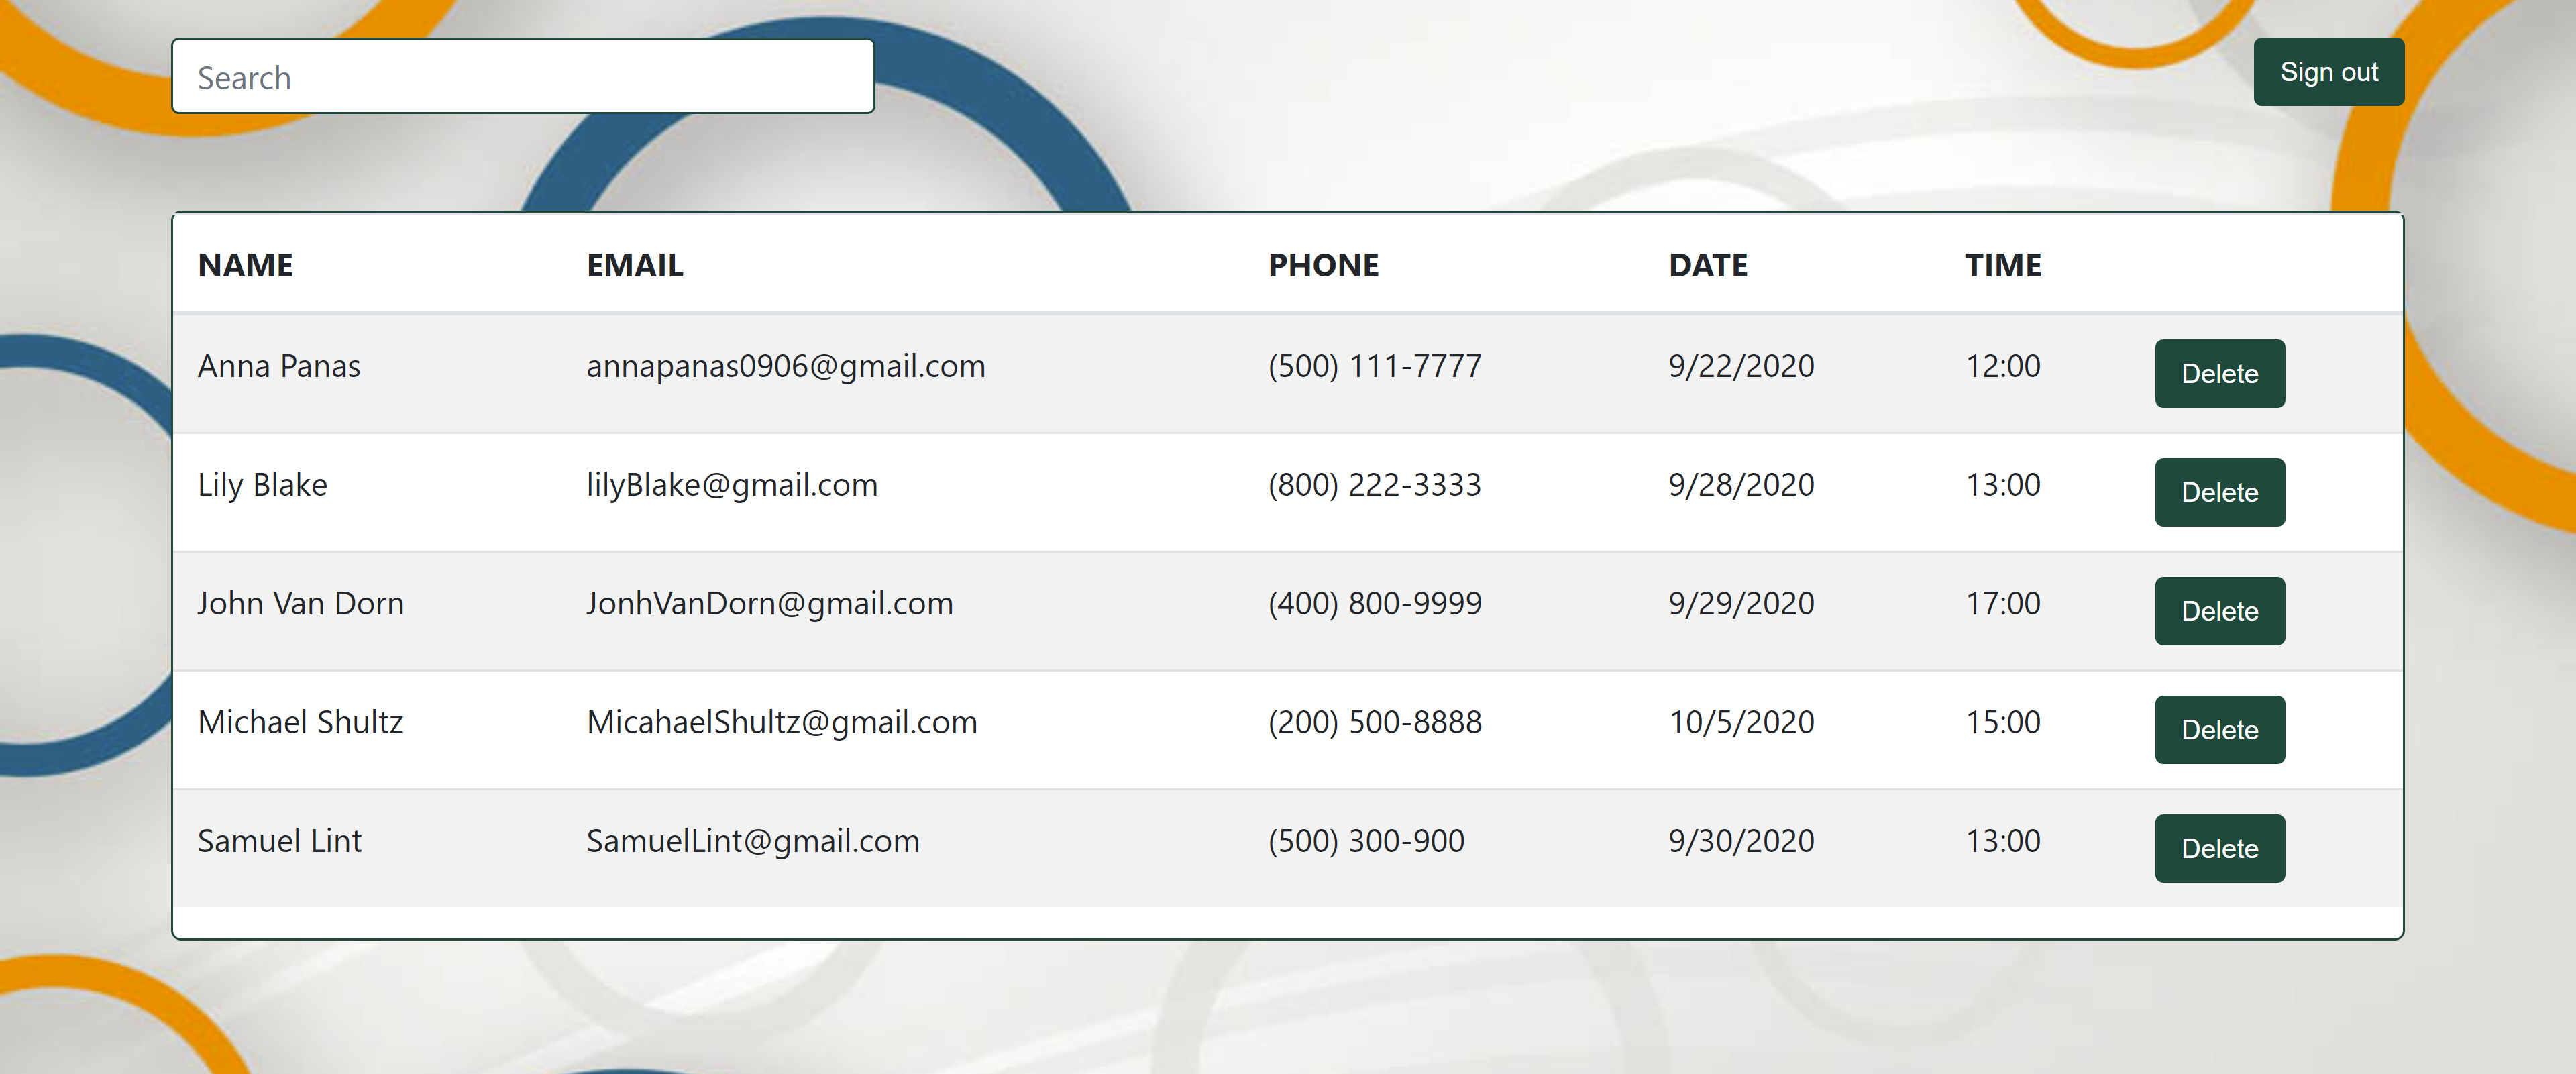 Search
Sign out
NAME EMAIL PHONE DATE TIME
Anna Panas annapanas0906@gmail.com (500) 111-7777 9/22/2020 12:00 Delete
Lily Blake lilyBlake@gmail.com (800) 222-3333 9/28/2020 13:00 Delete
John Van Dorn JonhVanDorn@gmail.com (400) 800-9999 9/29/2020 17:00 Delete
Michael Shultz MicahaelShultz@gmail.com (200) 500-8888 10/5/2020 15:00 Delete
Samuel Lint SamuelLint@gmail.com (500) 300-900 9/30/2020 13:00 Delete